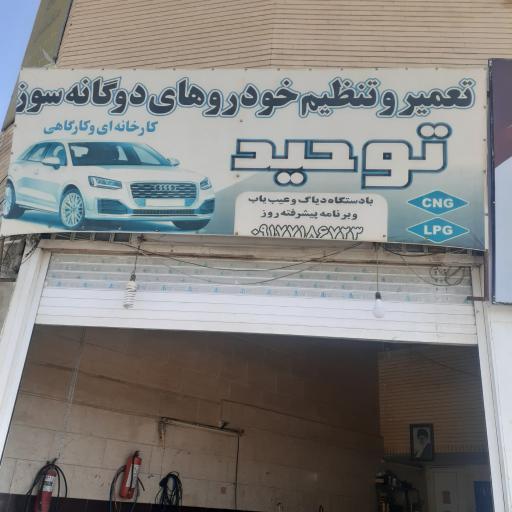 تعمیر و تنظیم خودروهای دوگانه سوز
کارخانه ای و کارگاهی
توحید
با دستگاه دیاگ و عیب یاب
و برنامه پیشرفته روز
۰۹۱۷۷۱۸۶۷۲۳
CNG
LPG